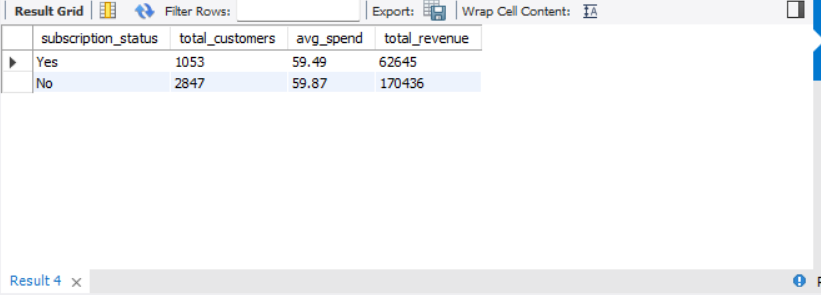 Result Grid Filter Rows: Export: Wrap Cell Content: IA
subscription_status total_customers avg_spend total_revenue
Yes 1053 59.49 62645
No 2847 59.87 170436
Result 4 ×